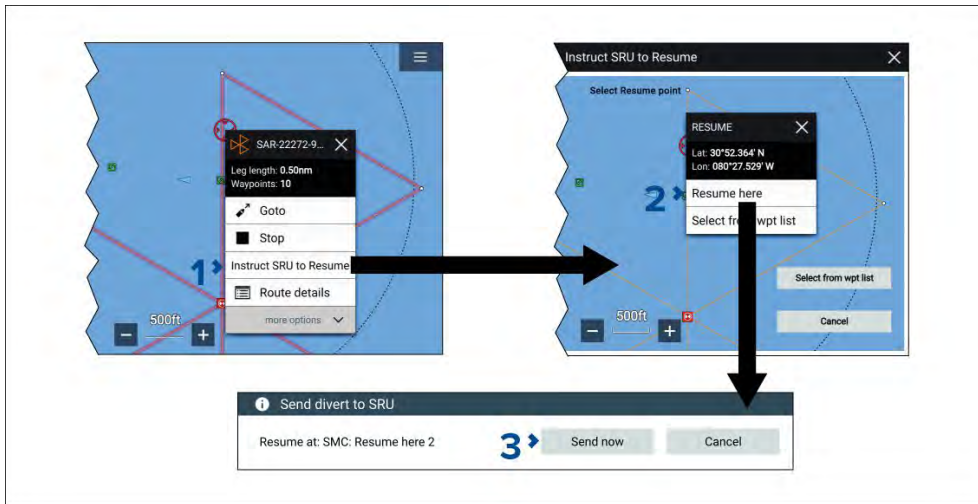 SAR-22272-9...
Leg length: 0.50nm
Waypoints: 10
Goto
Stop
1
Instruct SRU to Resume
Route details
more options
500ft
Instruct SRU to Resume
Select Resume point
RESUME
Lat: 30°52.364' N
Lon: 080°27.529' W
2
Resume here
Select from wpt list
Select from wpt list
Cancel
500ft
Send divert to SRU
Resume at: SMC: Resume here 2
3
Send now
Cancel